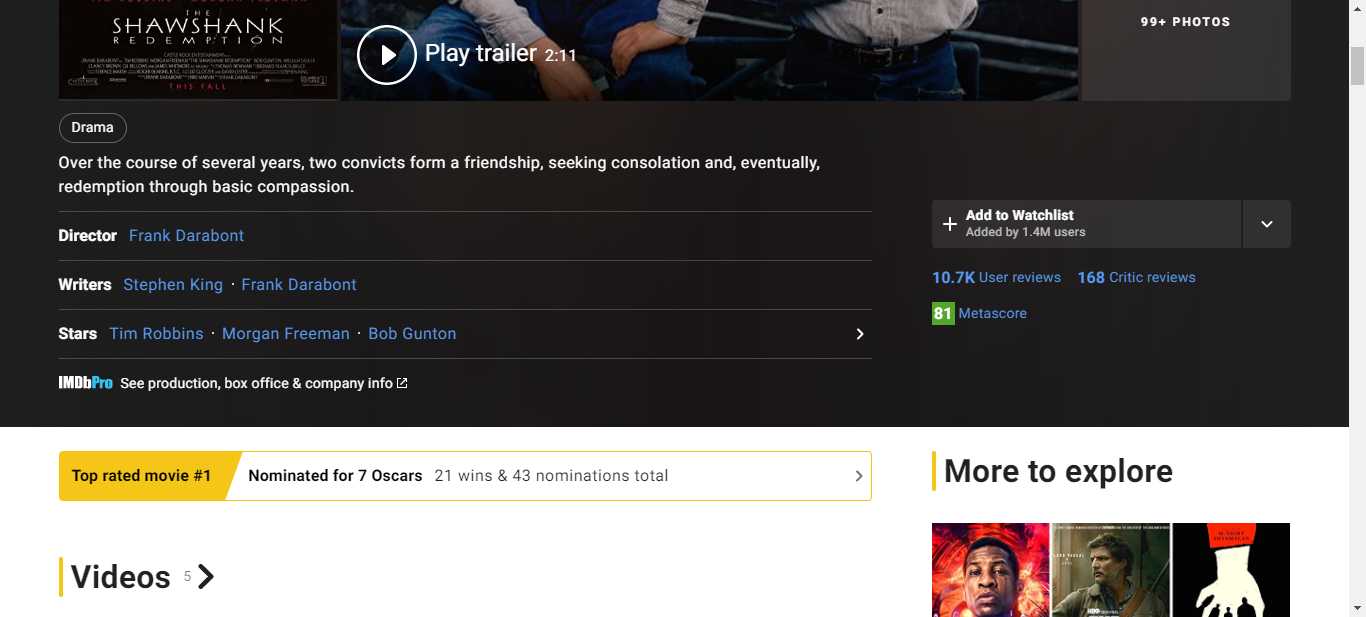 THE
SHAWSHANK
REDEMPTION
THIS FALL
Play trailer 2:11
99+ PHOTOS
Drama
Over the course of several years, two convicts form a friendship, seeking consolation and, eventually,
redemption through basic compassion.
Director Frank Darabont
Writers Stephen King · Frank Darabont
Stars Tim Robbins · Morgan Freeman · Bob Gunton
IMDbPro See production, box office & company info
Add to Watchlist
Added by 1.4M users
10.7K User reviews 168 Critic reviews
81 Metascore
Top rated movie #1 Nominated for 7 Oscars 21 wins & 43 nominations total
More to explore
Videos 5